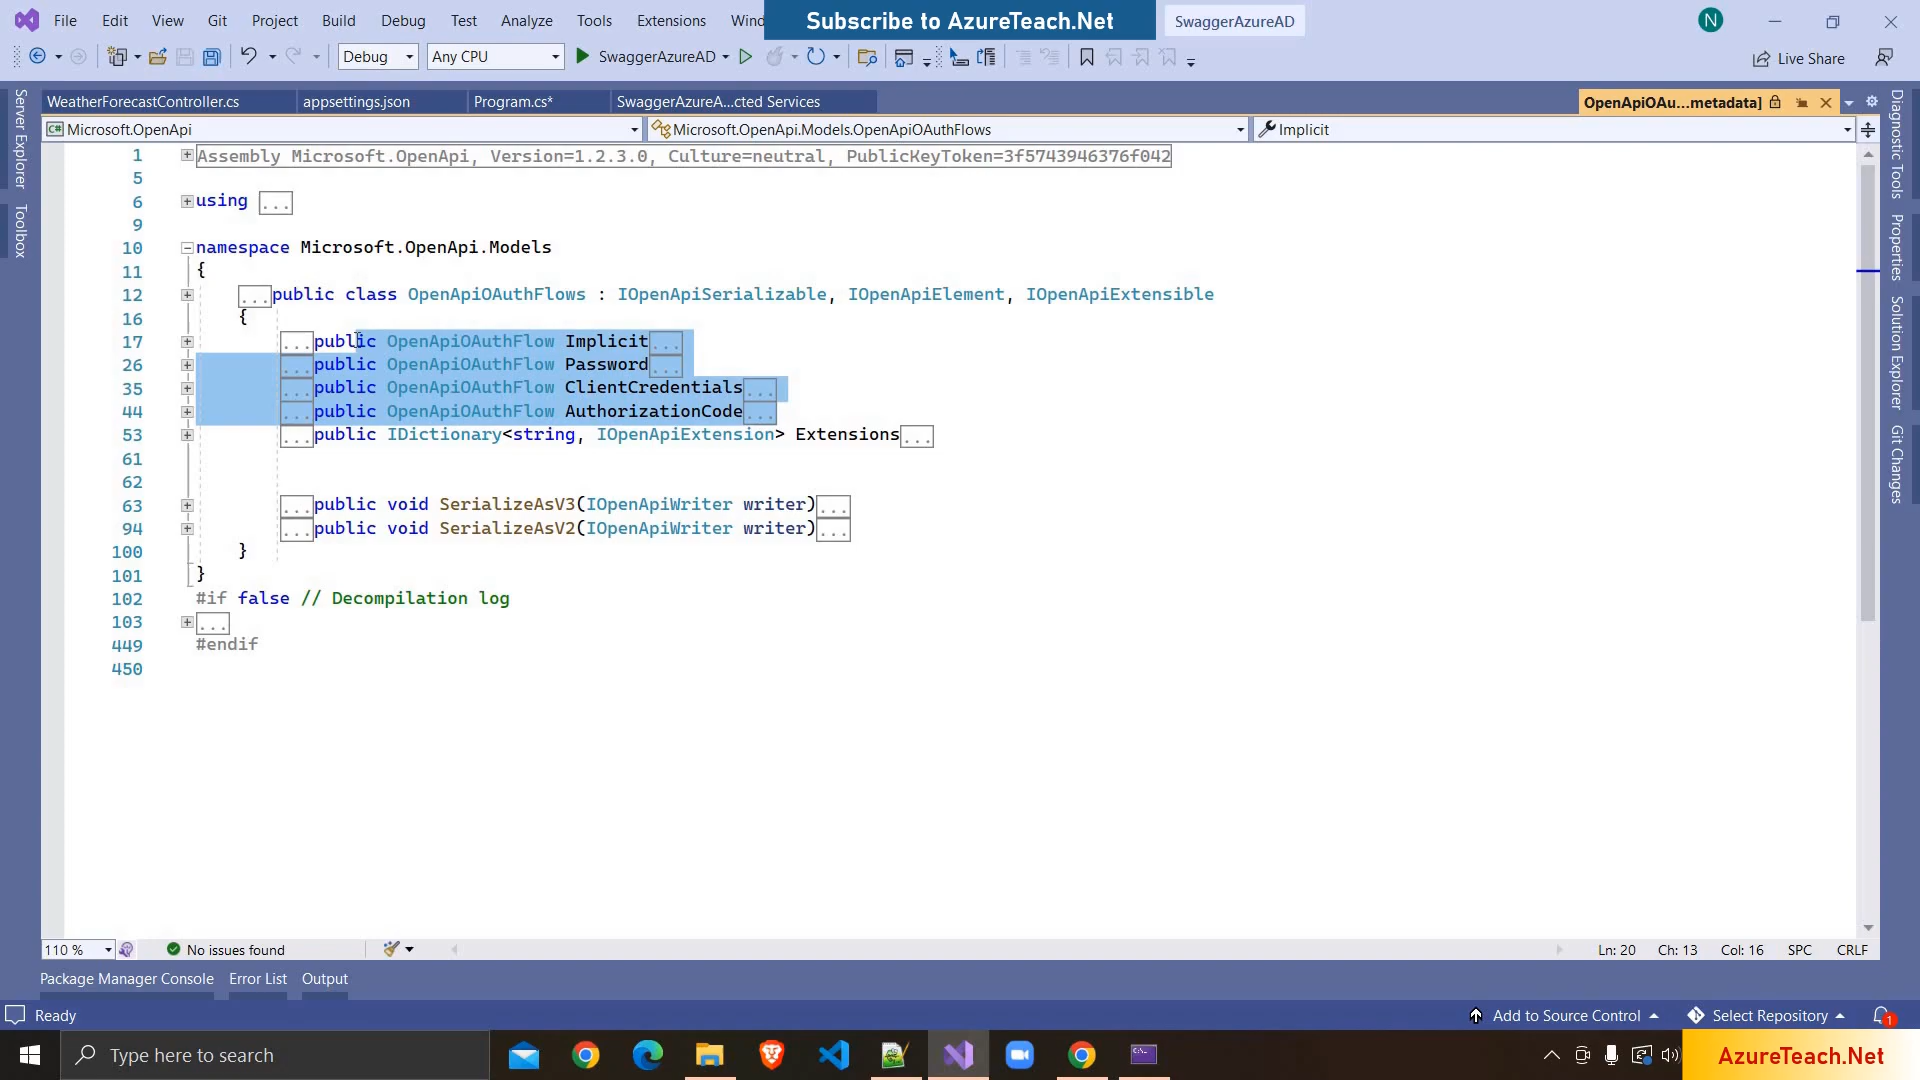 File Edit View Git Project Build Debug Test Analyze Tools Extensions Wind
Subscribe to AzureTeach.Net
SwaggerAzureAD
N
Debug Any CPU SwaggerAzureAD
Live Share
WeatherForecastController.cs appsettings.json Program.cs* SwaggerAzureA...cted Services OpenApiOAu...metadata]
C# Microsoft.OpenApi Microsoft.OpenApi.Models.OpenApiOAuthFlows Implicit
Server Explorer
Toolbox
1 Assembly Microsoft.OpenApi, Version=1.2.3.0, Culture=neutral, PublicKeyToken=3f5743946376f042
5
6 using ...
9
10 namespace Microsoft.OpenApi.Models
11 {
12 ...public class OpenApiOAuthFlows : IOpenApiSerializable, IOpenApiElement, IOpenApiExtensible
16 {
17 ...public OpenApiOAuthFlow Implicit...
26 ...public OpenApiOAuthFlow Password...
35 ...public OpenApiOAuthFlow ClientCredentials...
44 ...public OpenApiOAuthFlow AuthorizationCode...
53 ...public IDictionary<string, IOpenApiExtension> Extensions...
61
62
63 ...public void SerializeAsV3(IOpenApiWriter writer)...
94 ...public void SerializeAsV2(IOpenApiWriter writer)...
100 }
101 }
102 #if false // Decompilation log
103 ...
449 #endif
450
Diagnostic Tools
Properties
Solution Explorer
Git Changes
110 % No issues found Ln: 20 Ch: 13 Col: 16 SPC CRLF
Package Manager Console Error List Output
Ready Add to Source Control Select Repository 1
Type here to search
AzureTeach.Net